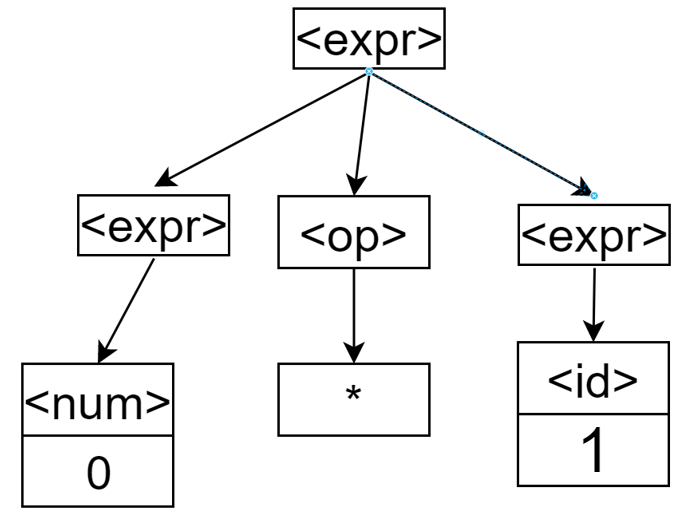 <expr>
<expr>
<op>
<expr>
<num>
0
*
<id>
1